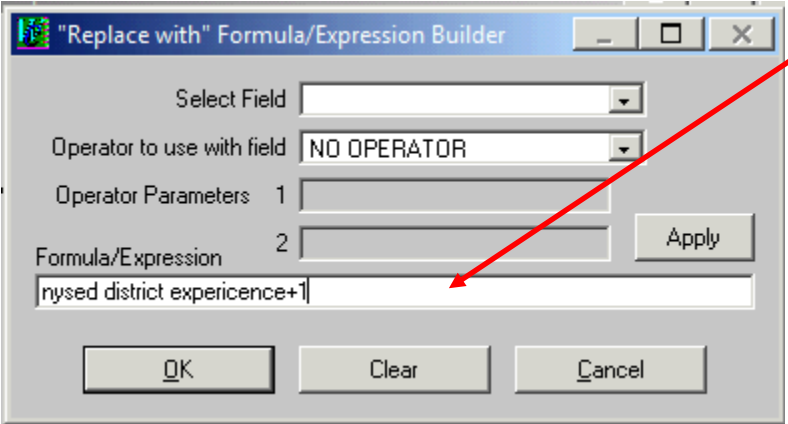 "Replace with" Formula/Expression Builder
Select Field
Operator to use with field NO OPERATOR
Operator Parameters 1
2
Apply
Formula/Expression
nysed district expericence+1
OK Clear Cancel